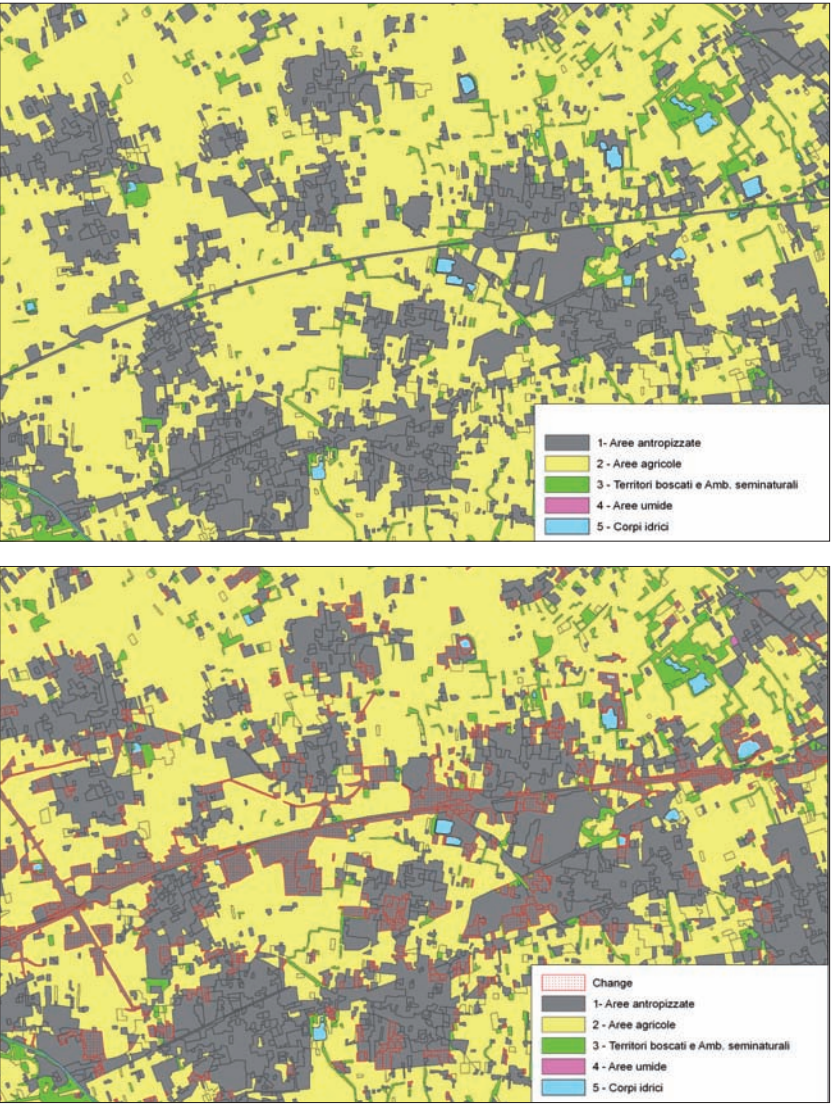 1- Aree antropizzate
2 - Aree agricole
3 - Territori boscati e Amb. seminaturali
4 - Aree umide
5 - Corpi idrici
Change
1- Aree antropizzate
2 - Aree agricole
3 - Territori boscati e Amb. seminaturali
4 - Aree umide
5 - Corpi idrici